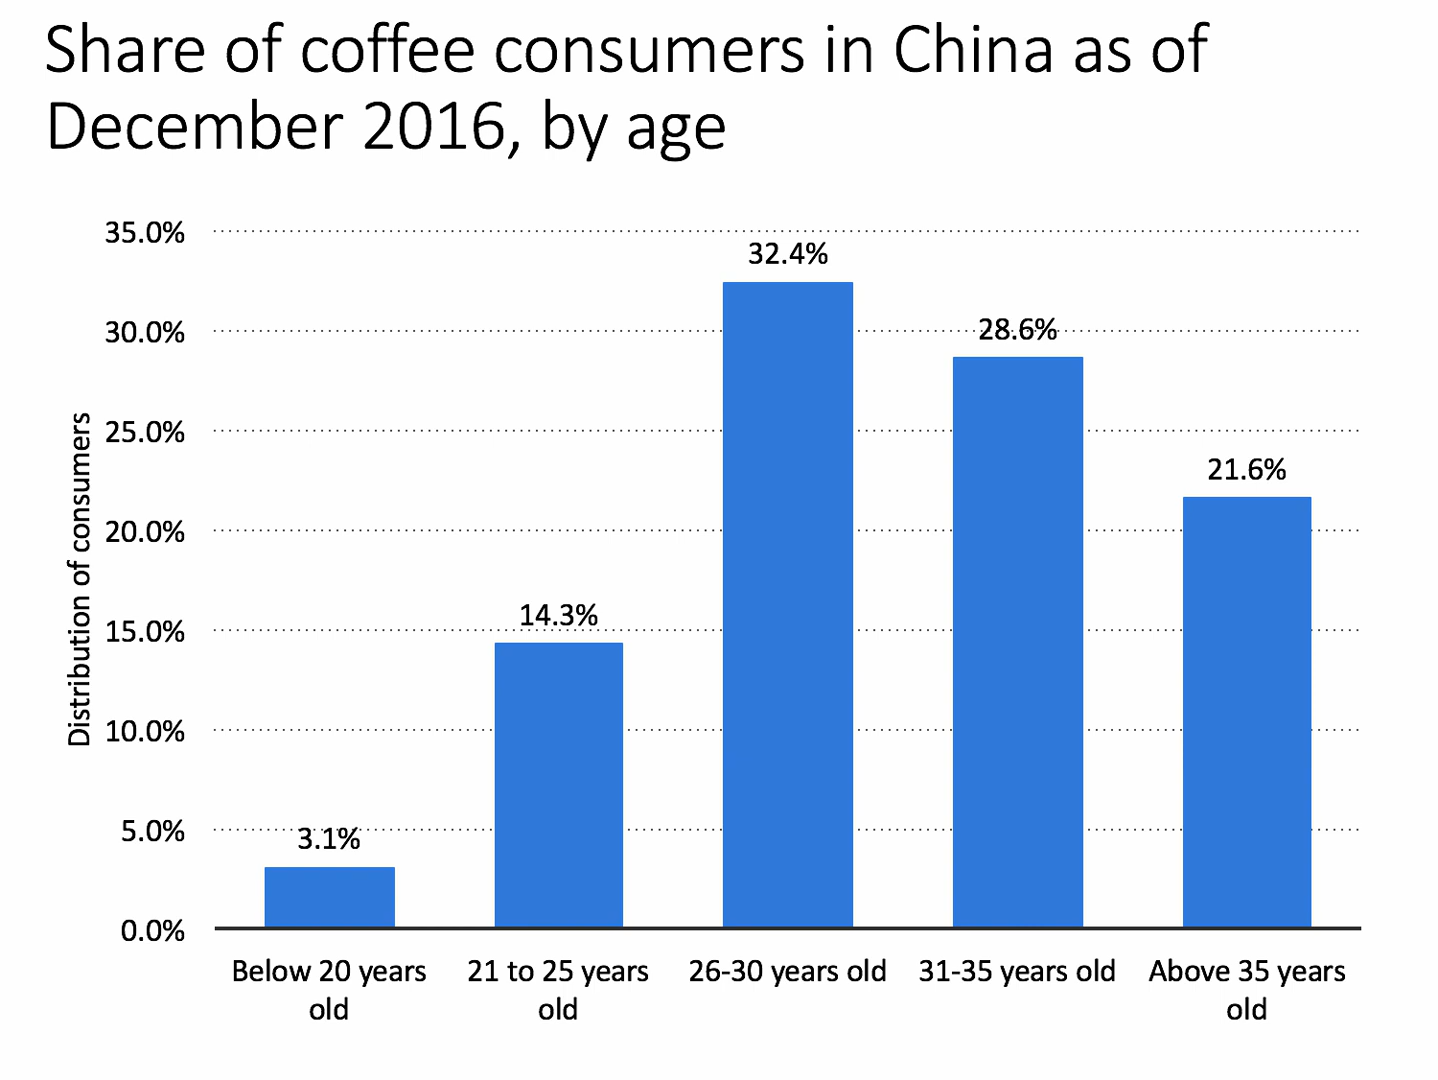 Share of coffee consumers in China as of
December 2016, by age
Distribution of consumers
35.0%
30.0%
25.0%
20.0%
15.0%
10.0%
5.0%
0.0%
3.1%
14.3%
32.4%
28.6%
21.6%
Below 20 years
old
21 to 25 years
old
26-30 years old
31-35 years old
Above 35 years
old